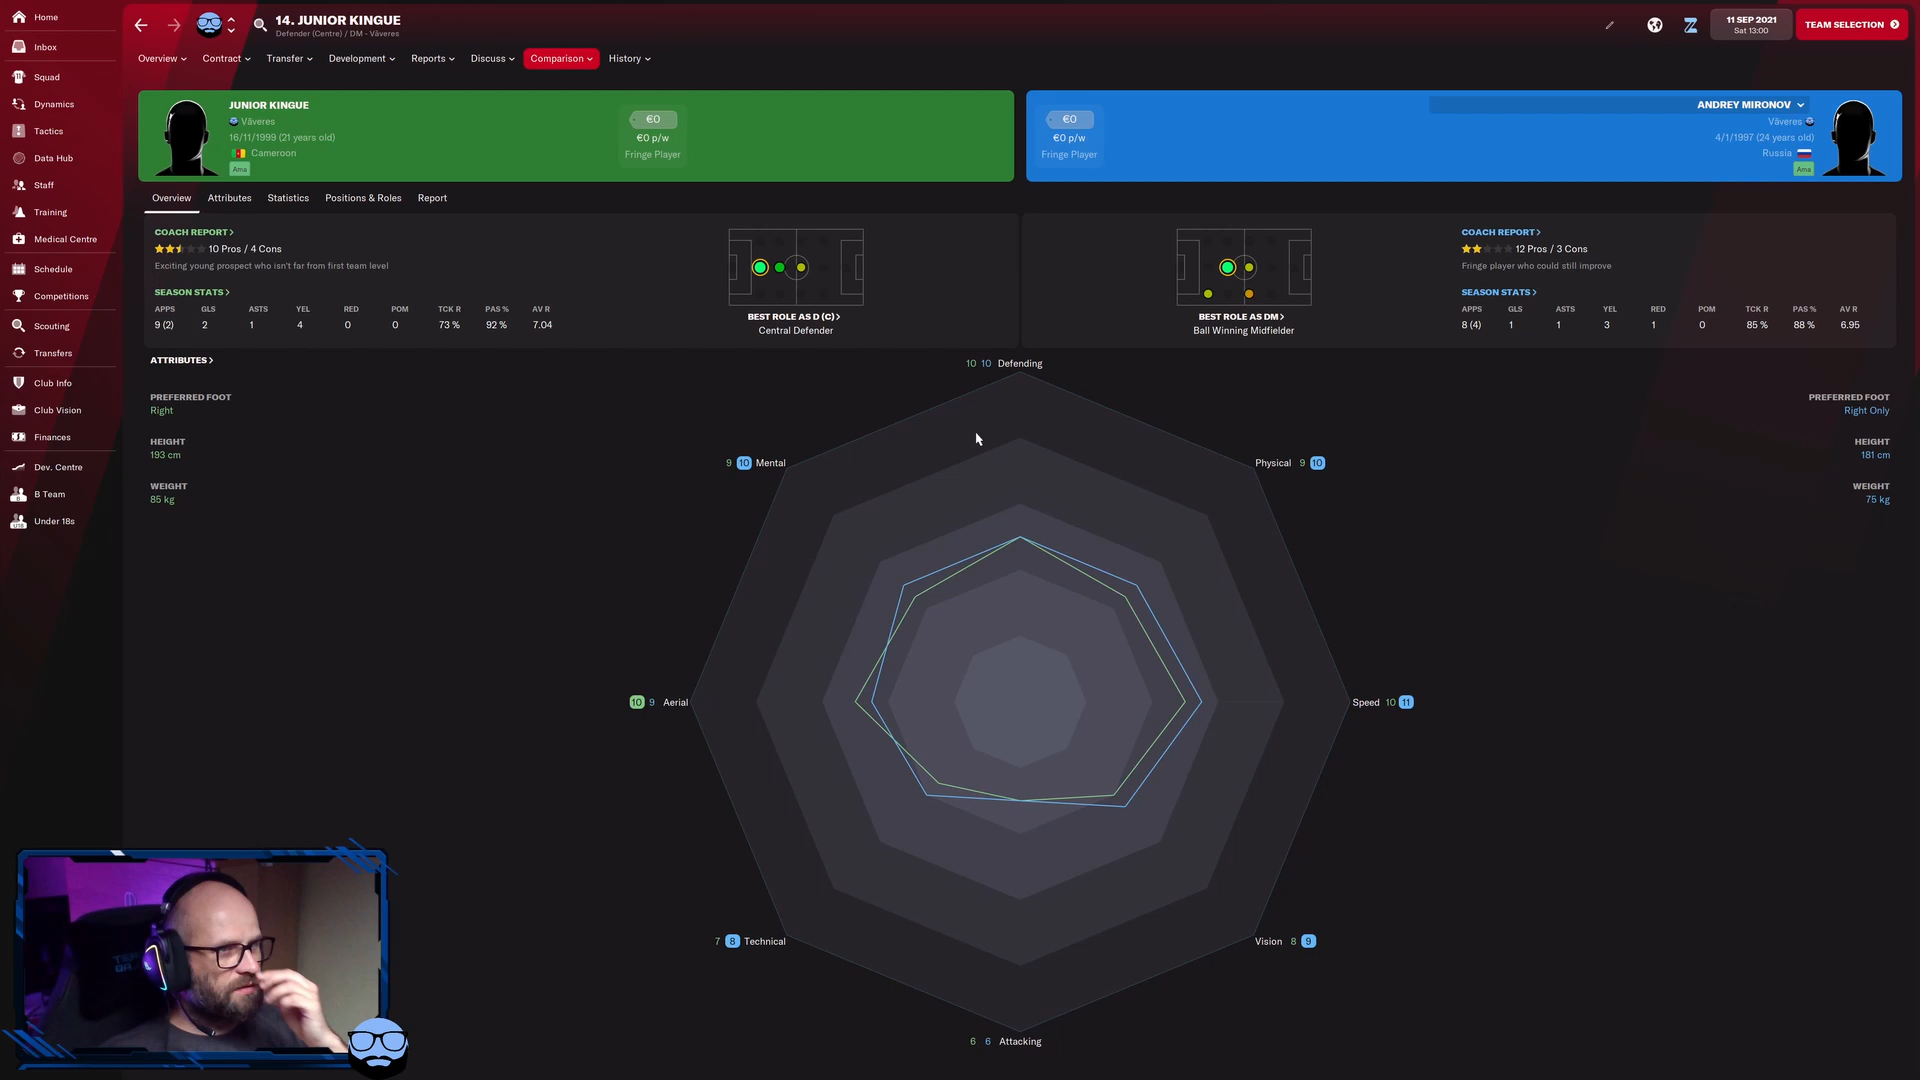 Home
Inbox
Squad
Dynamics
Tactics
Data Hub
Staff
Training
Medical Centre
Schedule
Competitions
Scouting
Transfers
Club Info
Club Vision
Finances
Dev. Centre
B Team
Under 18s
14. JUNIOR KINGUE
Defender (Centre) / DM - Våveres
11 SEP 2021
Sat 13:00
TEAM SELECTION
Overview
Contract
Transfer
Development
Reports
Discuss
Comparison
History
JUNIOR KINGUE
Våveres
16/11/1999 (21 years old)
Cameroon
Ama
€0
€0 p/w
Fringe Player
€0
€0 p/w
Fringe Player
ANDREY MIRONOV
Våveres
4/1/1997 (24 years old)
Russia
Ama
Overview Attributes Statistics Positions & Roles Report
COACH REPORT
10 Pros / 4 Cons
Exciting young prospect who isn't far from first team level
SEASON STATS
APPS GLS ASTS YEL RED POM TCK R PAS % AV R
9 (2) 2 1 4 0 0 73 % 92 % 7.04
BEST ROLE AS D (C)
Central Defender
BEST ROLE AS DM
Ball Winning Midfielder
COACH REPORT
12 Pros / 3 Cons
Fringe player who could still improve
SEASON STATS
APPS GLS ASTS YEL RED POM TCK R PAS % AV R
8 (4) 1 1 3 1 0 85 % 88 % 6.95
ATTRIBUTES
PREFERRED FOOT
Right
HEIGHT
193 cm
WEIGHT
85 kg
10 10 Defending
9 10 Mental
Physical 9 10
10 9 Aerial
Speed 10 11
7 8 Technical
Vision 8 9
6 6 Attacking
PREFERRED FOOT
Right Only
HEIGHT
181 cm
WEIGHT
75 kg